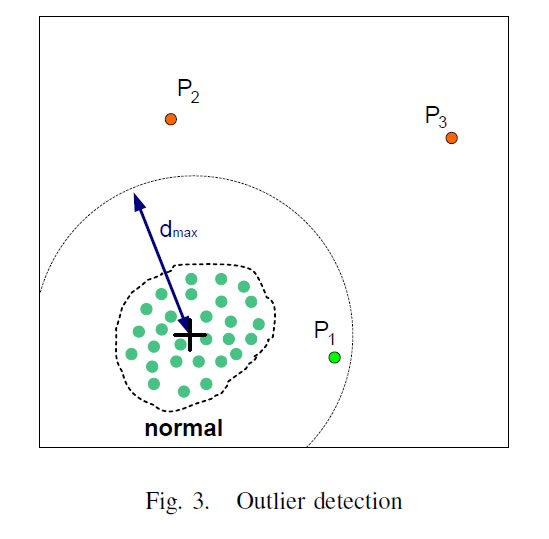 P2
P3
dmax
P1
normal
Fig. 3. Outlier detection